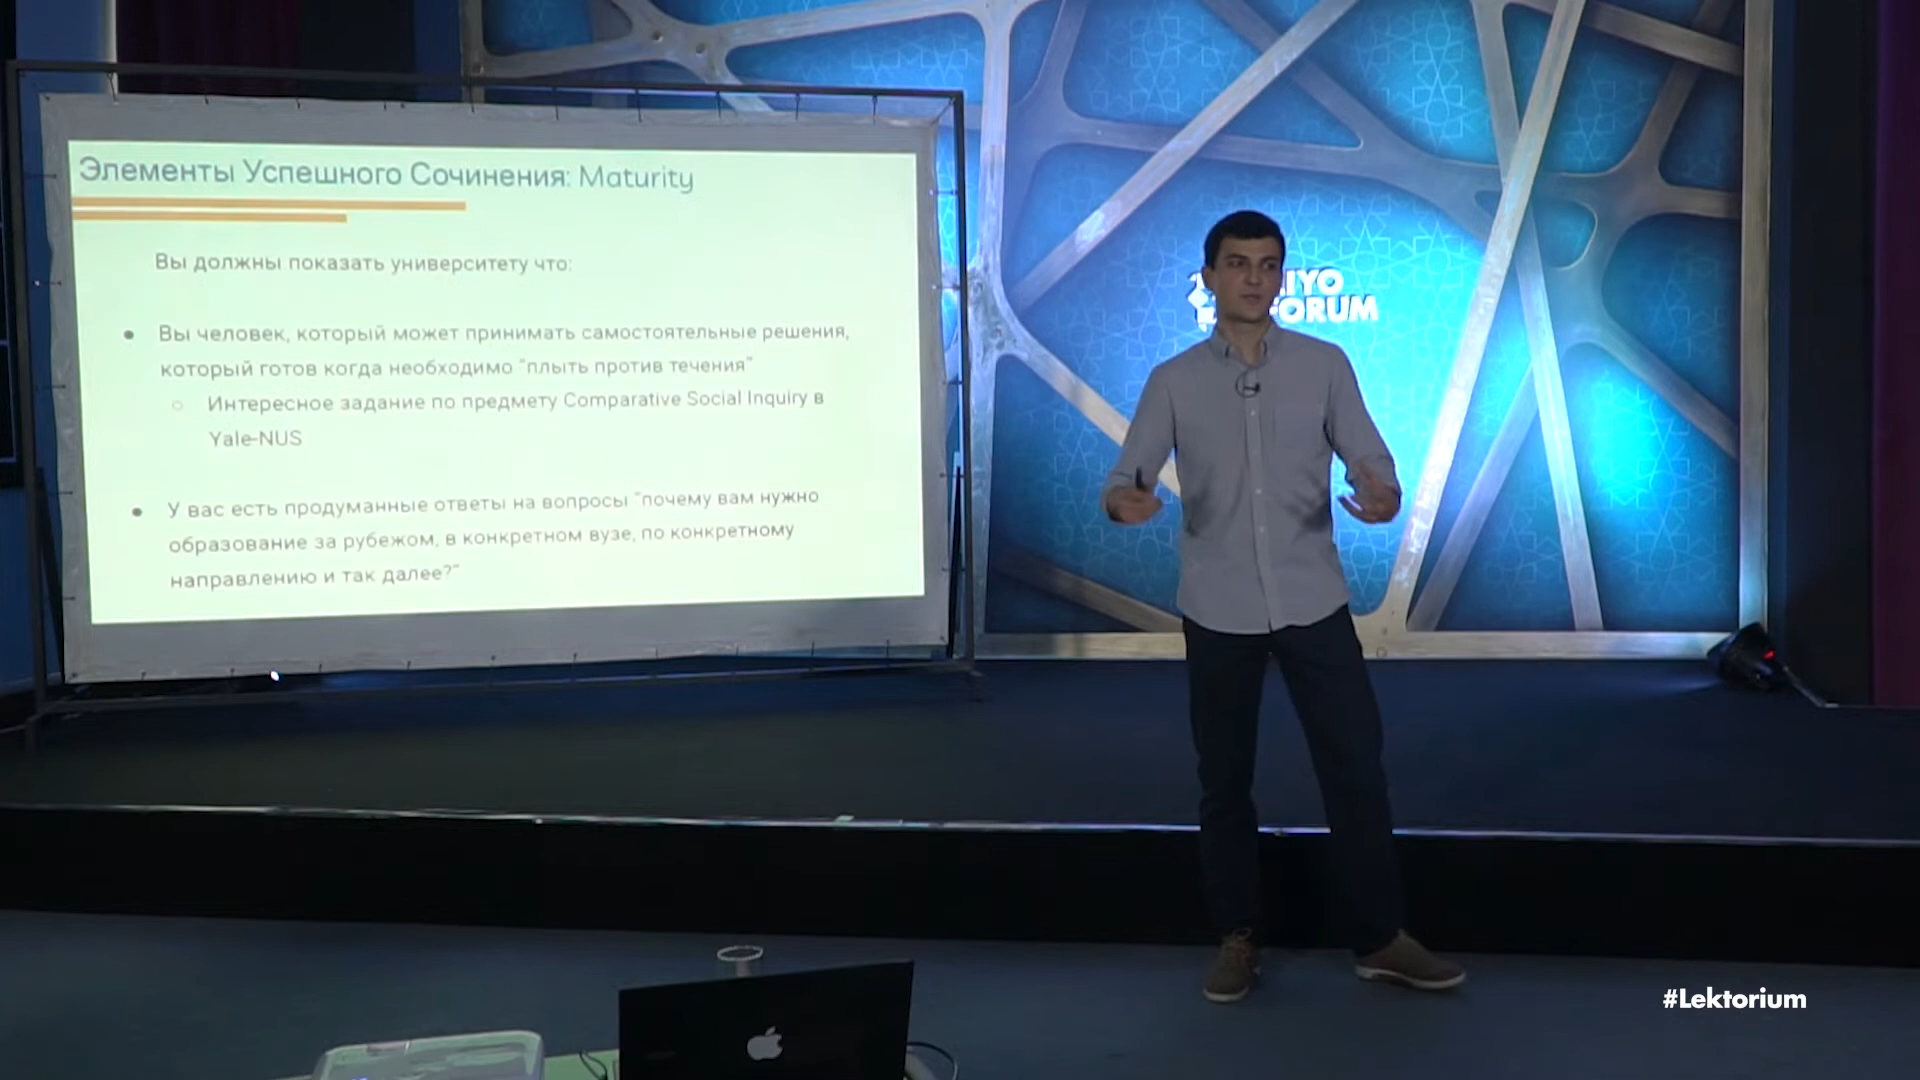 Элементы Успешного Сочинения: Maturity
Вы должны показать университету что:
● Вы человек, который может принимать самостоятельные решения,
который готов когда необходимо “плыть против течения”
○ Интересное задание по предмету Comparative Social Inquiry в
Yale-NUS
● У вас есть продуманные ответы на вопросы “почему вам нужно
образование за рубежом, в конкретном вузе, по конкретному
направлению и так далее?”
FORUM
#Lektorium